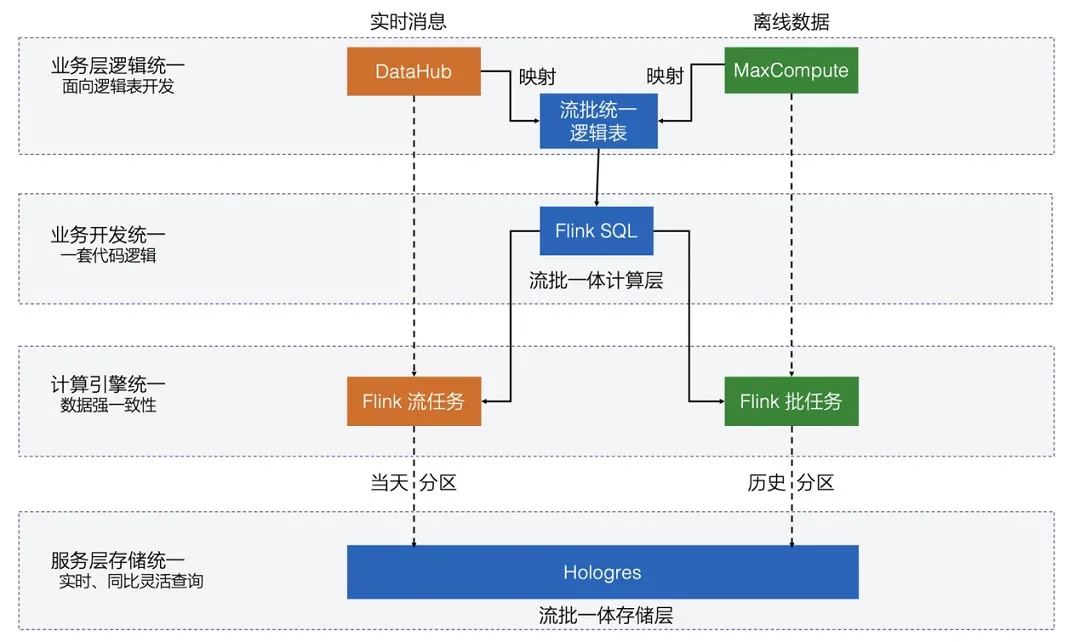 实时消息
离线数据
业务层逻辑统一
面向逻辑表开发
DataHub
映射
映射
MaxCompute
流批统一
逻辑表
业务开发统一
一套代码逻辑
Flink SQL
流批一体计算层
计算引擎统一
数据强一致性
Flink 流任务
Flink 批任务
当天 分区
历史 分区
服务层存储统一
实时、同比灵活查询
Hologres
流批一体存储层